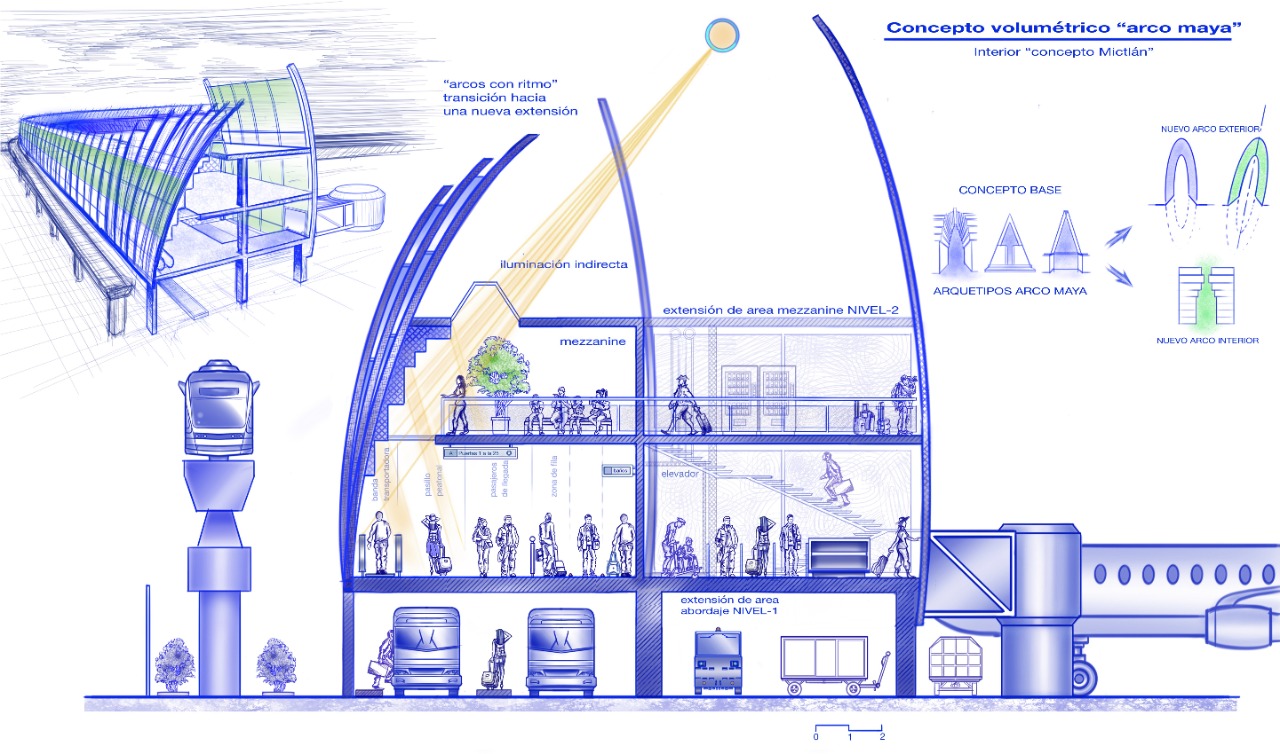 Concepto volumétrico “arco maya”
Interior “concepto Mictlán”
“arcos con ritmo”
transición hacia
una nueva extensión
NUEVO ARCO EXTERIOR
CONCEPTO BASE
ARQUETIPOS ARCO MAYA
NUEVO ARCO INTERIOR
iluminación indirecta
extensión de area mezzanine NIVEL-2
mezzanine
Puertas 1 a la 25
banda
transportadora
pasillo
peatonal
pasajeros
de llegada
zona de fila
baños
elevador
extensión de area
abordaje NIVEL-1
0 1 2